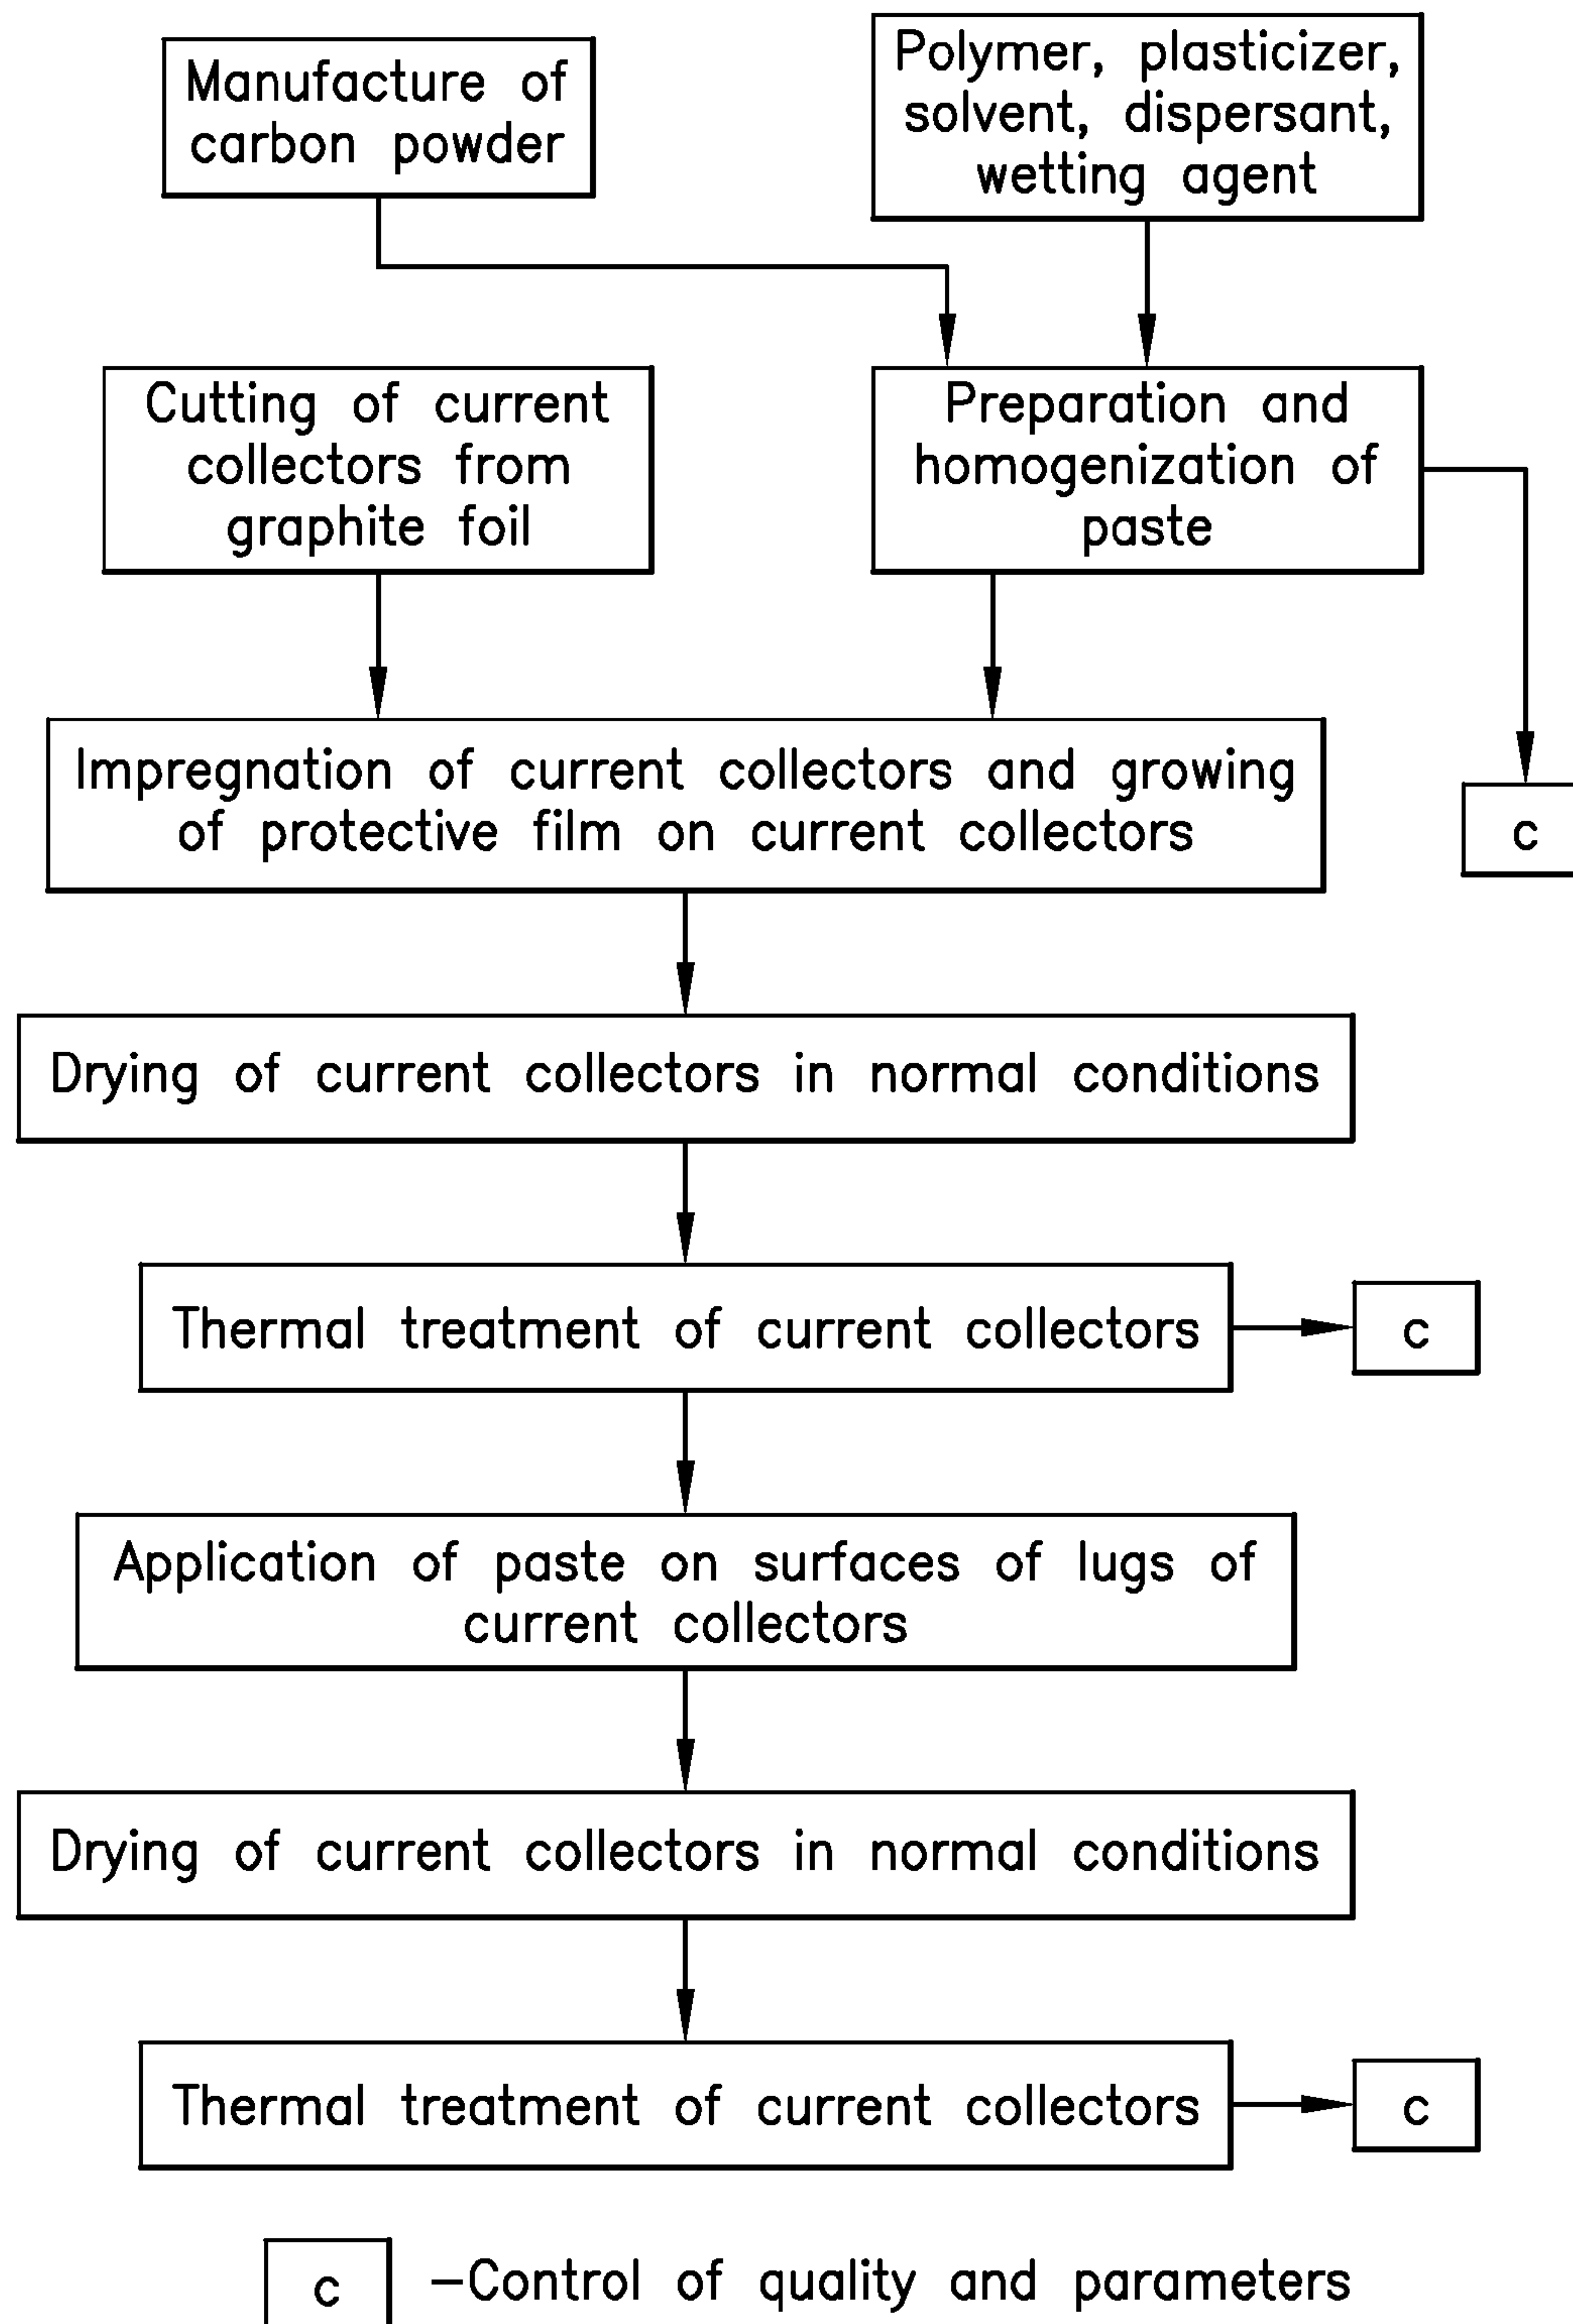 Manufacture of
carbon powder
Polymer, plasticizer,
solvent, dispersant,
wetting agent
Cutting of current
collectors from
graphite foil
Preparation and
homogenization of
paste
Impregnation of current collectors and growing
of protective film on current collectors
c
Drying of current collectors in normal conditions
Thermal treatment of current collectors
c
Application of paste on surfaces of lugs of
current collectors
Drying of current collectors in normal conditions
Thermal treatment of current collectors
c
c –Control of quality and parameters